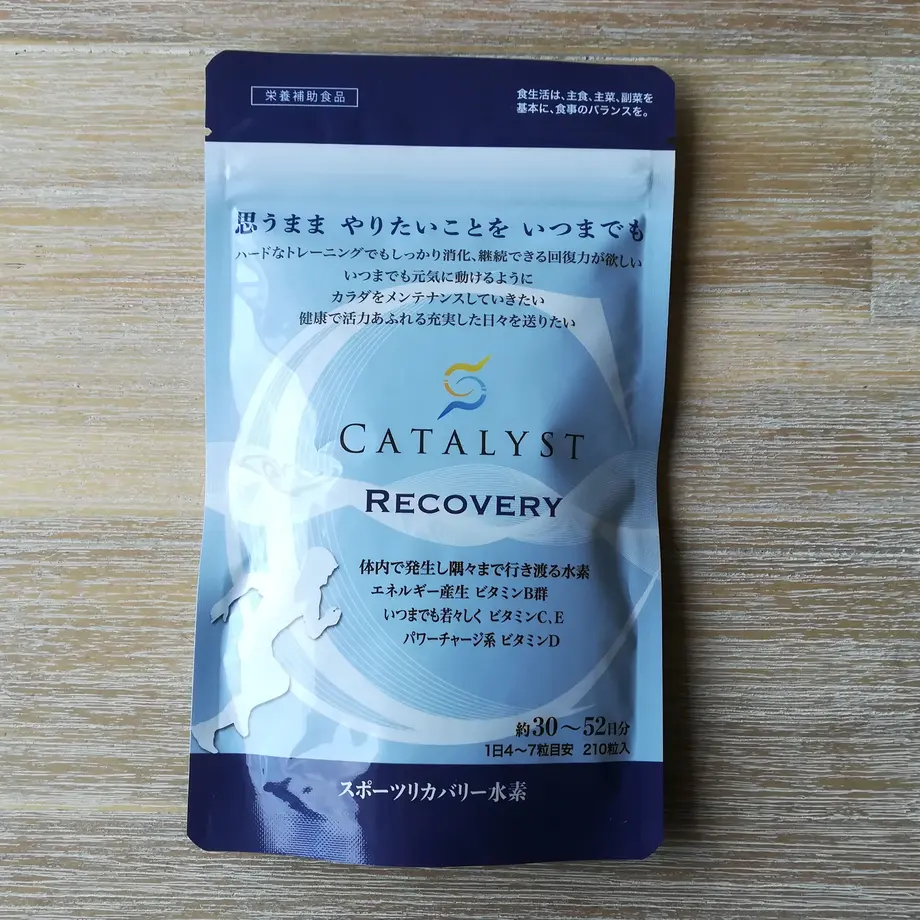 栄養補助食品
食生活は、主食、主菜、副菜を
基本に、食事のバランスを。
思うまま やりたいことを いつまでも
ハードなトレーニングでもしっかり消化、継続できる回復力が欲しい
いつまでも元気に動けるように
カラダをメンテナンスしていきたい
健康で活力あふれる充実した日々を送りたい
CATALYST
RECOVERY
体内で発生し隅々まで行き渡る水素
エネルギー産生 ビタミンB群
いつまでも若々しく ビタミンC、E
パワーチャージ系 ビタミンD
約30～52日分
1日4～7粒目安 210粒入
スポーツリカバリー水素